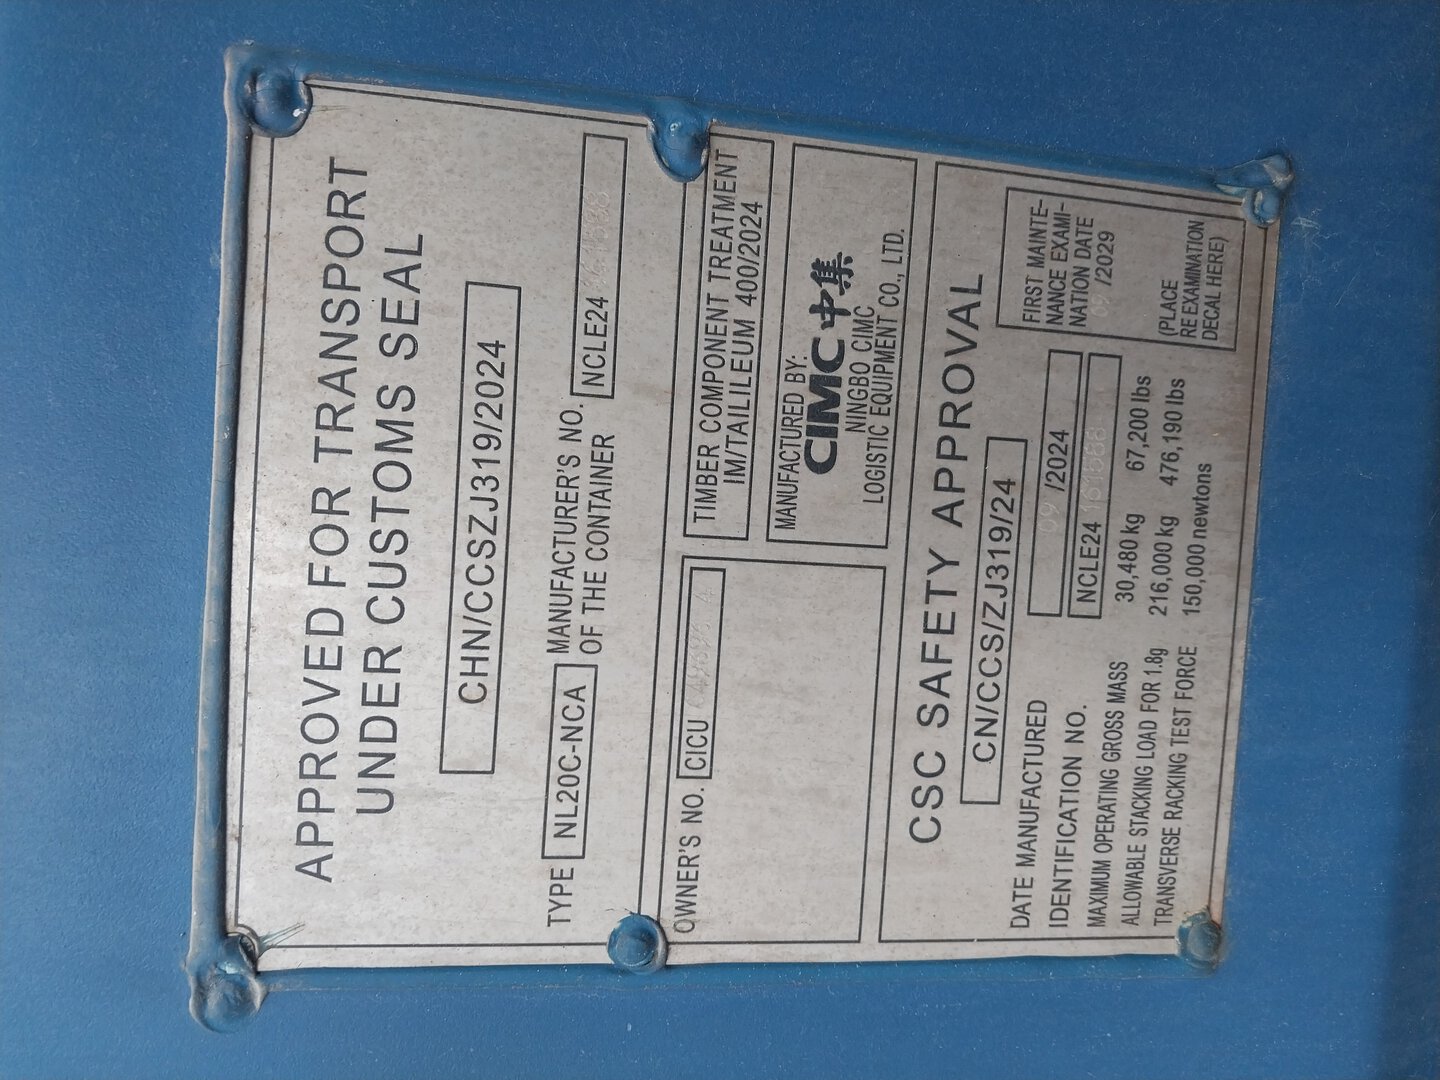 APPROVED FOR TRANSPORT
UNDER CUSTOMS SEAL
CHN/CCSZJ319/2024
TYPE NL20C-NCA MANUFACTURER'S NO. OF THE CONTAINER NCLE24
OWNER'S NO. CICU
TIMBER COMPONENT TREATMENT
IM/TAILILEUM 400/2024
MANUFACTURED BY:
CIMC 中集
NINGBO CIMC
LOGISTIC EQUIPMENT CO., LTD.
CSC SAFETY APPROVAL
CN/CCS/ZJ319/24
DATE MANUFACTURED 09 /2024
IDENTIFICATION NO. NCLE24
MAXIMUM OPERATING GROSS MASS 30,480 kg 67,200 lbs
ALLOWABLE STACKING LOAD FOR 1.8g 216,000 kg 476,190 lbs
TRANSVERSE RACKING TEST FORCE 150,000 newtons
FIRST MAINTE-
NANCE EXAMI-
NATION DATE
09 /2029
(PLACE
RE EXAMINATION
DECAL HERE)